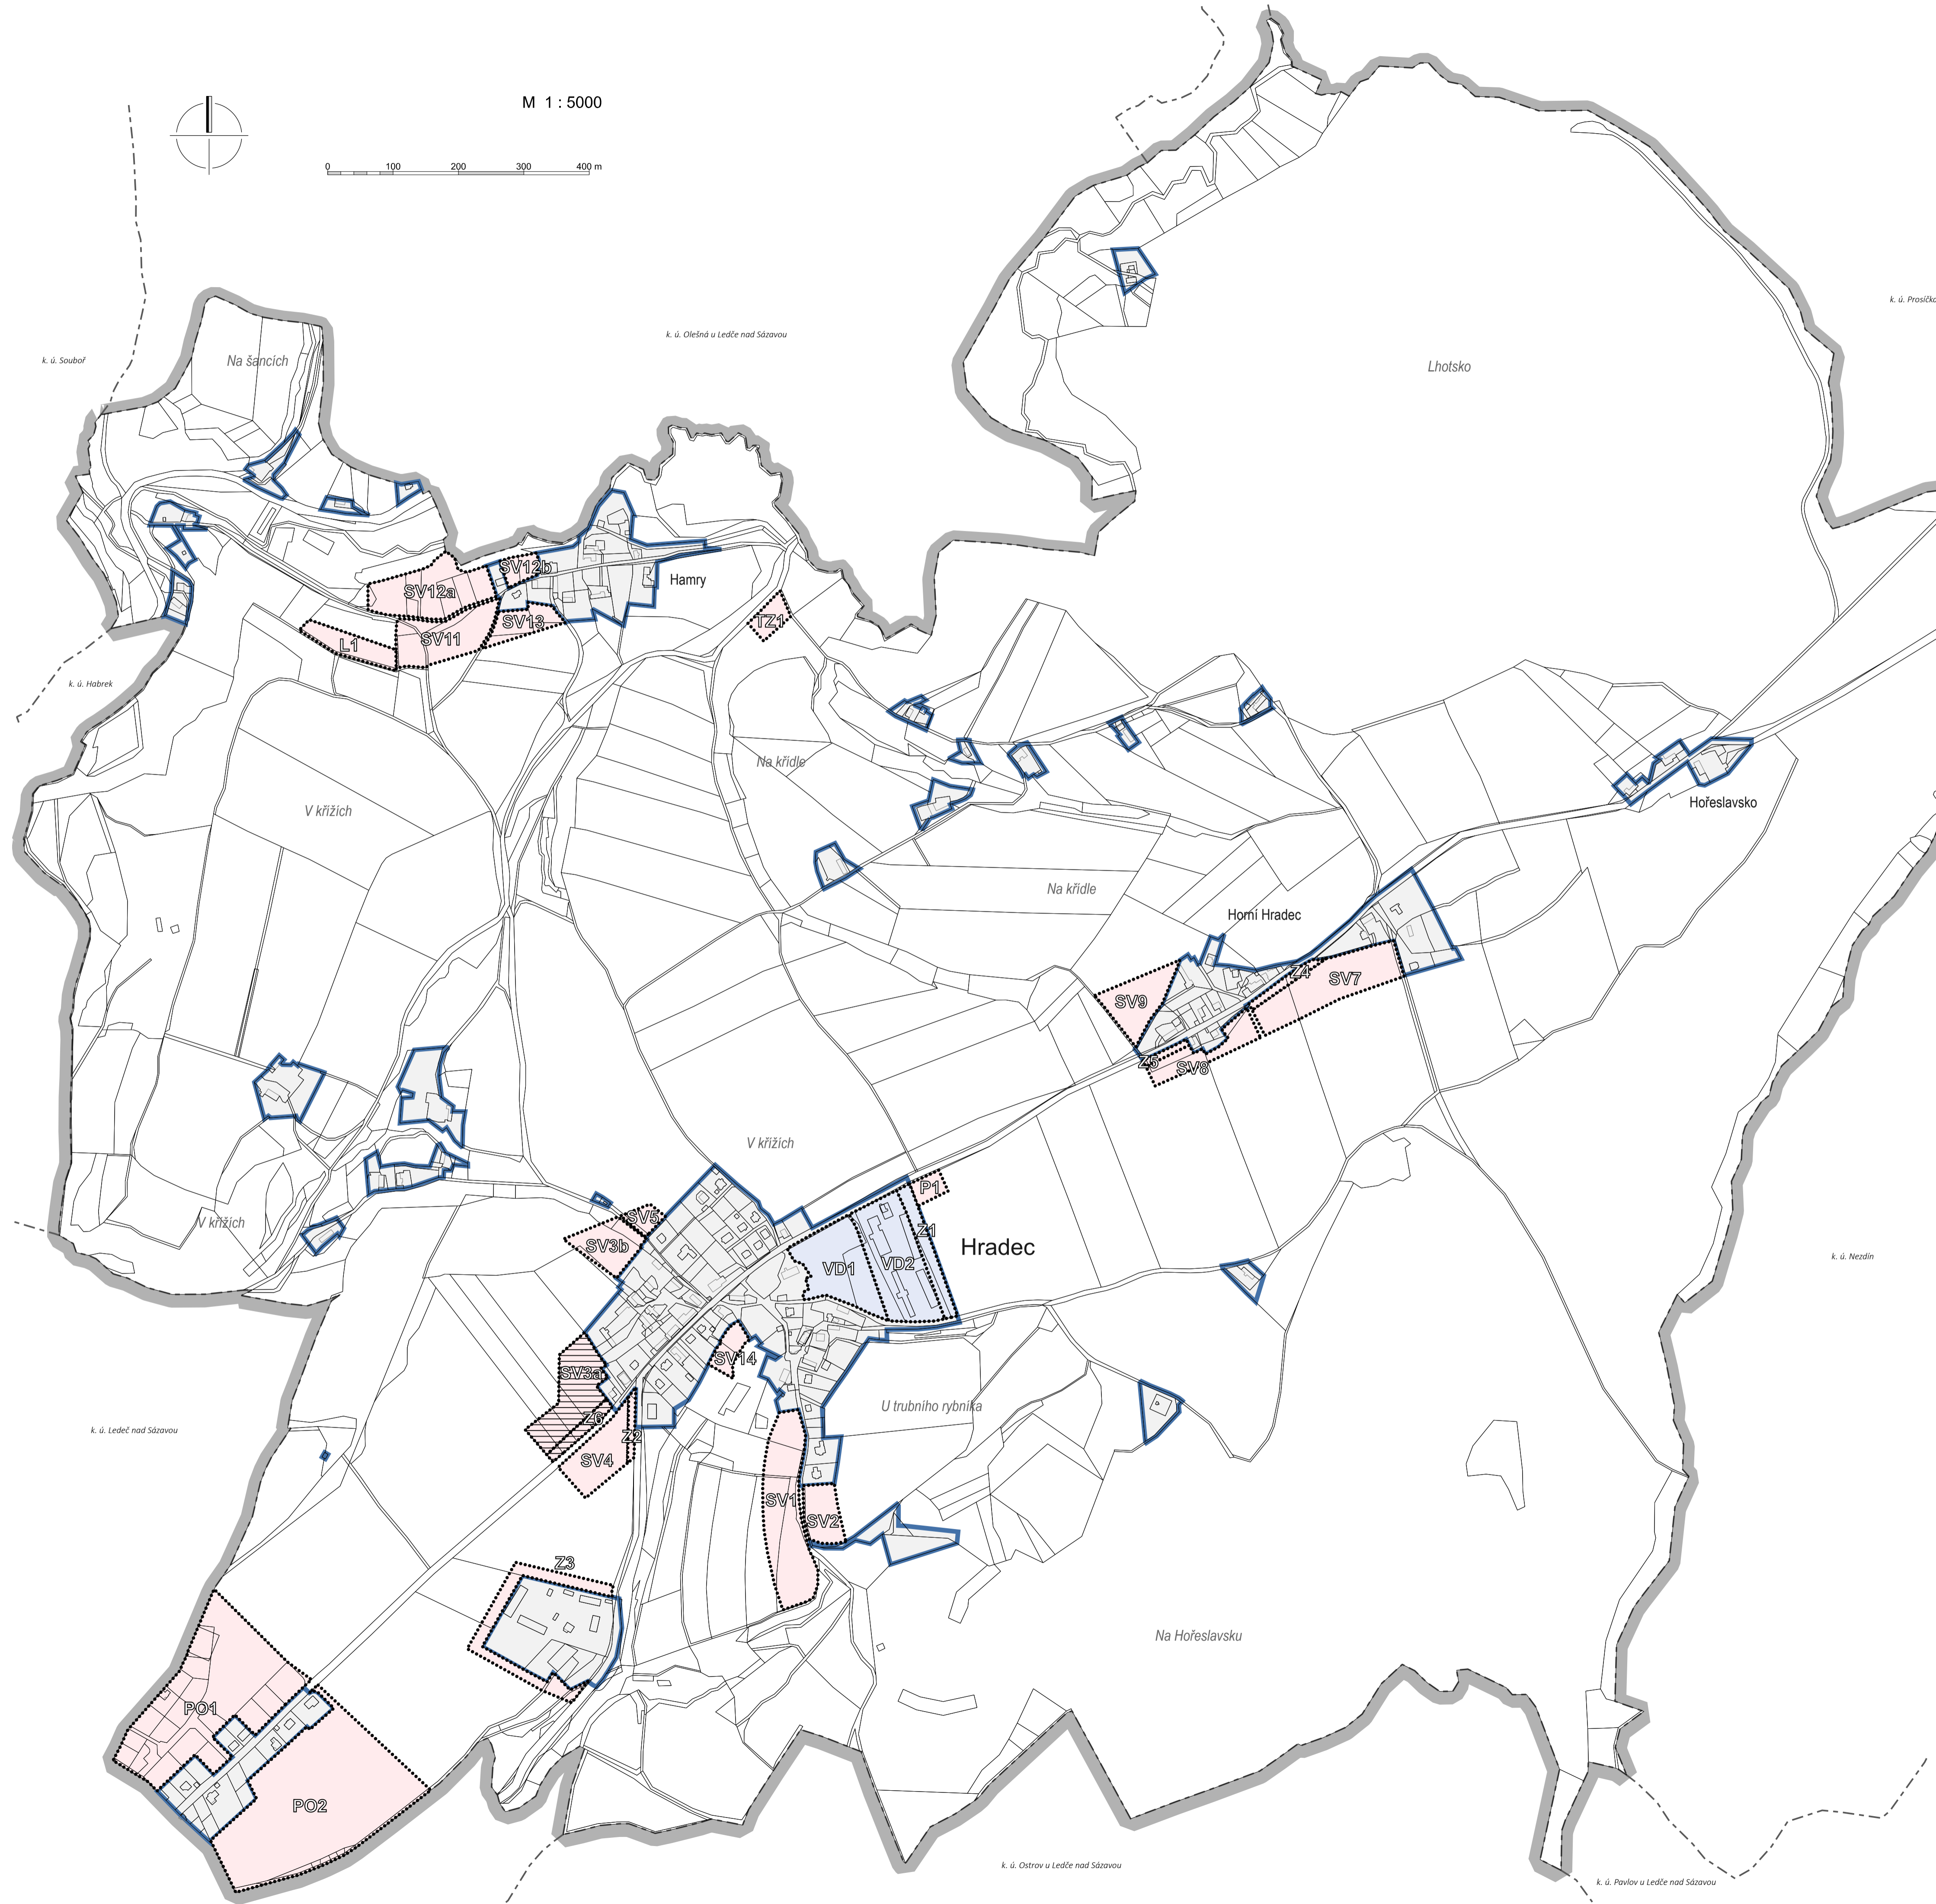 M 1 : 5000
0 100 200 300 400 m
k. ú. Prosíčka
k. ú. Olešná u Ledče nad Sázavou
k. ú. Souboř
Na šancích
Lhotsko
SV12b
Hamry
SV12a
TZ1
SV13
SV11
L1
k. ú. Habrek
Na křídle
Hořeslavsko
V křížích
Na křídle
Horní Hradec
Z4
SV7
SV9
Z5
SV8
V křížích
P1
V křížích
SV5
Z1
SV3b
Hradec
k. ú. Nezdín
VD2
VD1
SV14
SV3a
U trubního rybníka
Z6
k. ú. Ledeč nad Sázavou
Z2
SV4
SV1
SV2
Z3
Na Hořeslavsku
PO1
PO2
k. ú. Ostrov u Ledče nad Sázavou
k. ú. Pavlov u Ledče nad Sázavou